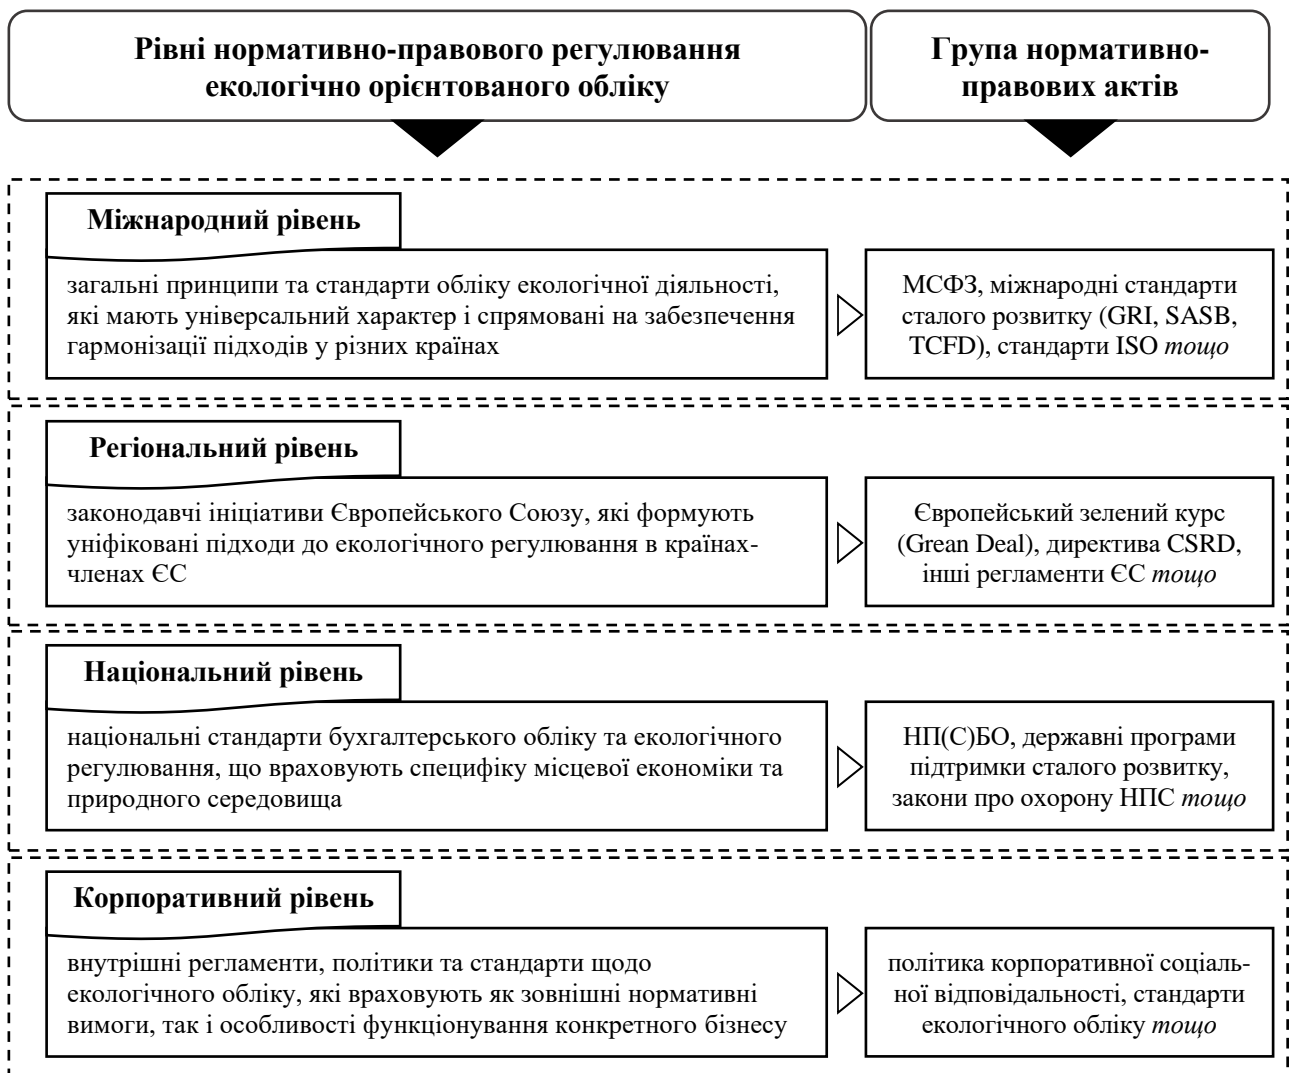 Рівні нормативно-правового регулювання
екологічно орієнтованого обліку
Група нормативно-
правових актів
Міжнародний рівень
загальні принципи та стандарти обліку екологічної діяльності,
які мають універсальний характер і спрямовані на забезпечення
гармонізації підходів у різних країнах
МСФЗ, міжнародні стандарти
сталого розвитку (GRI, SASB,
TCFD), стандарти ISO тощо
Регіональний рівень
законодавчі ініціативи Європейського Союзу, які формують
уніфіковані підходи до екологічного регулювання в країнах-
членах ЄС
Європейський зелений курс
(Grean Deal), директива CSRD,
інші регламенти ЄС тощо
Національний рівень
національні стандарти бухгалтерського обліку та екологічного
регулювання, що враховують специфіку місцевої економіки та
природного середовища
НП(С)БО, державні програми
підтримки сталого розвитку,
закони про охорону НПС тощо
Корпоративний рівень
внутрішні регламенти, політики та стандарти щодо
екологічного обліку, які враховують як зовнішні нормативні
вимоги, так і особливості функціонування конкретного бізнесу
політика корпоративної соціаль-
ної відповідальності, стандарти
екологічного обліку тощо